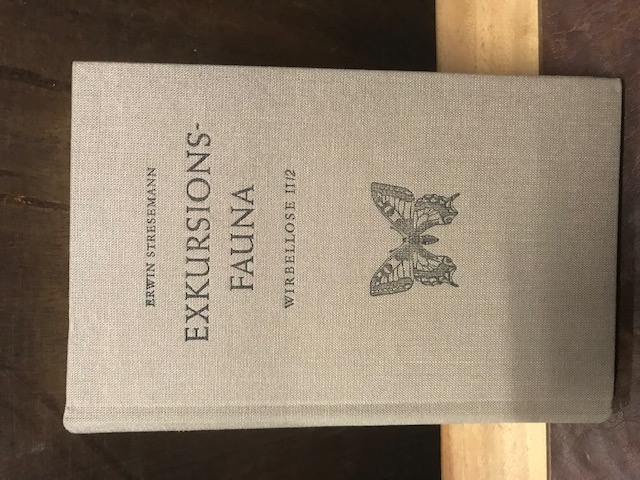 ERWIN STRESEMANN
EXKURSIONS-
FAUNA
WIRBELLOSE II/2